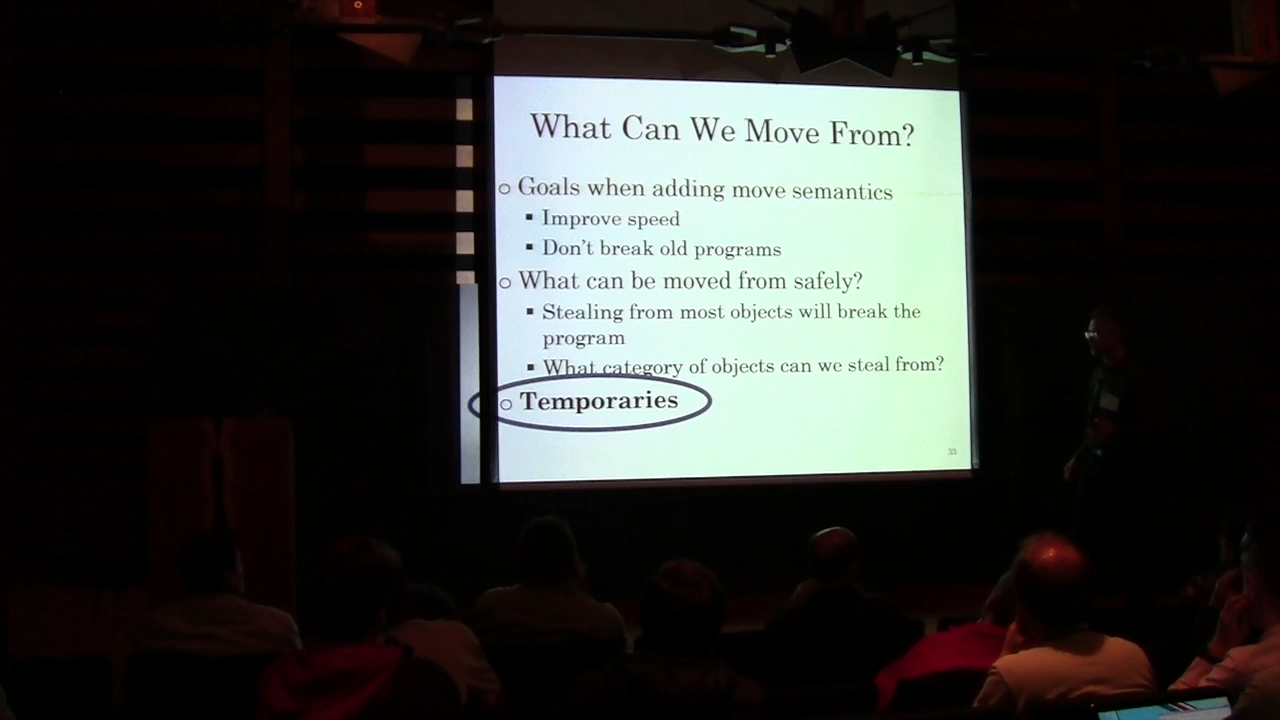 What Can We Move From?
Goals when adding move semantics
Improve speed
Don't break old programs
What can be moved from safely?
Stealing from most objects will break the
program
What category of objects can we steal from?
Temporaries